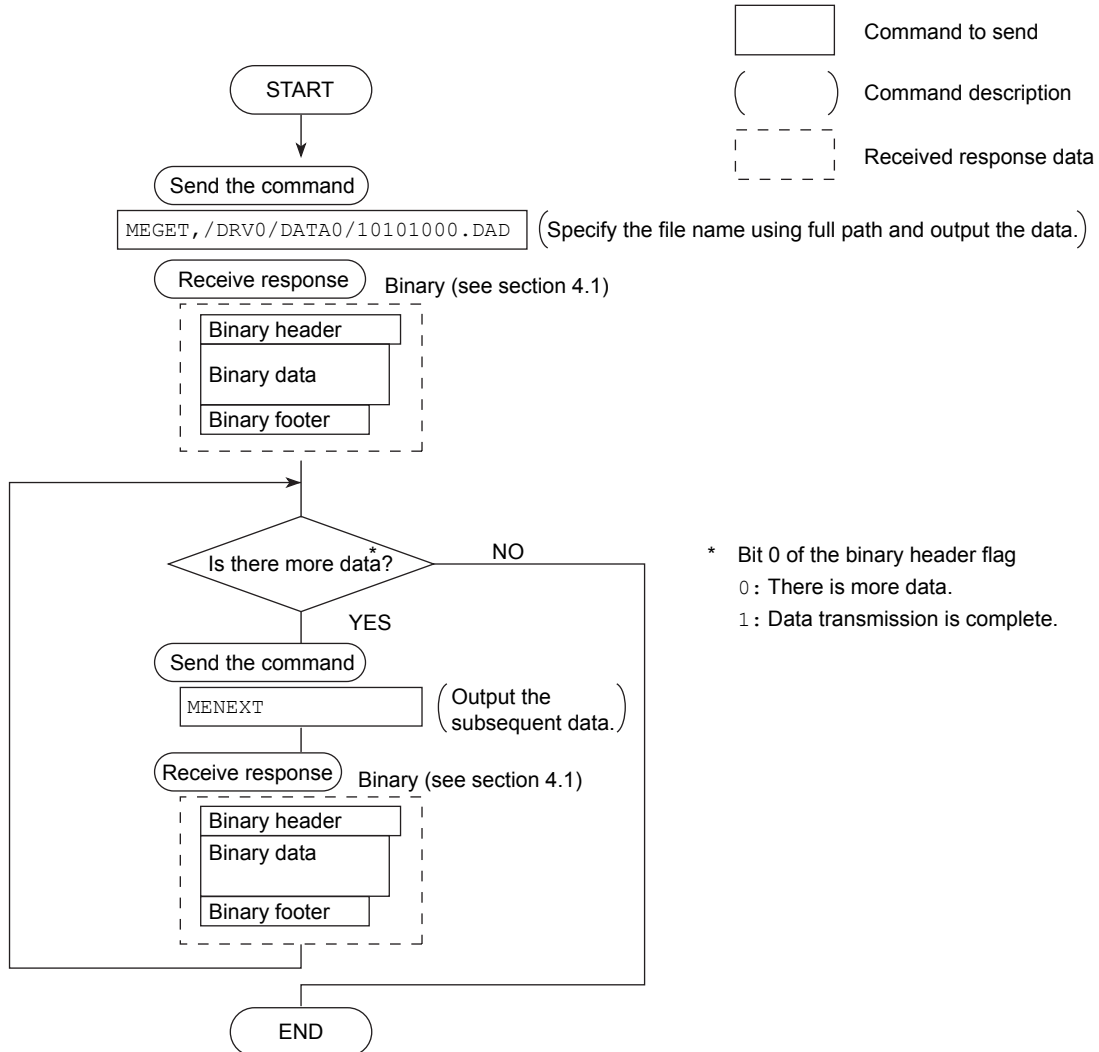 Command to send
START
Command description
Received response data
Send the command
MEGET,/DRV0/DATA0/10101000.DAD
Specify the file name using full path and output the data.
Receive response
Binary (see section 4.1)
Binary header
Binary data
Binary footer
Is there more data?*
NO
* Bit 0 of the binary header flag
0: There is more data.
1: Data transmission is complete.
YES
Send the command
MENEXT
Output the
subsequent data.
Receive response
Binary (see section 4.1)
Binary header
Binary data
Binary footer
END